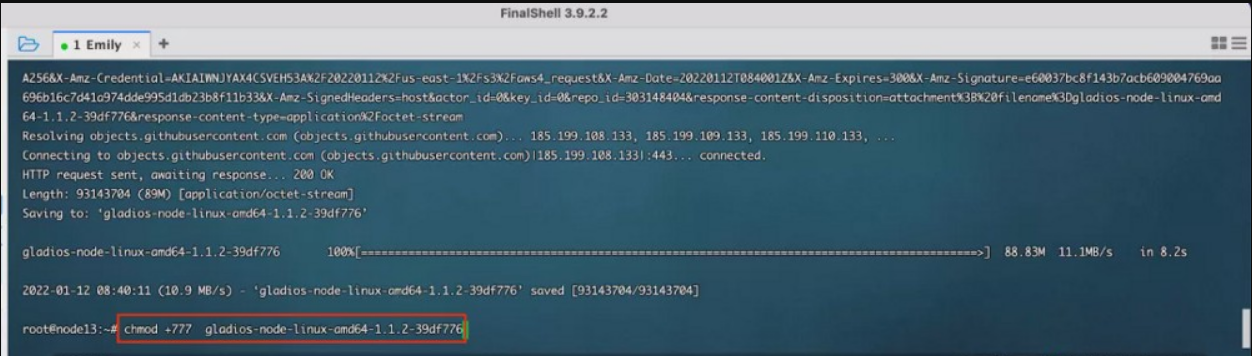 FinalShell 3.9.2.2
1 Emily × +
A256&X-Amz-Credential=AKIAIWNJYAX4CSVEH53A%2F20220112%2Fus-east-1%2Fs3%2Faws4_request&X-Amz-Date=20220112T084001Z&X-Amz-Expires=300&X-Amz-Signature=e60037bc8f143b7acb609004769aa
696b16c7d41a974dde995d1db23b8f11b33&X-Amz-SignedHeaders=host&actor_id=0&key_id=0&repo_id=303148404&response-content-disposition=attachment%3B%20filename%3Dgladios-node-linux-amd
64-1.1.2-39df776&response-content-type=application%2Foctet-stream
Resolving objects.githubusercontent.com (objects.githubusercontent.com)... 185.199.108.133, 185.199.109.133, 185.199.110.133, ...
Connecting to objects.githubusercontent.com (objects.githubusercontent.com)|185.199.108.133|:443... connected.
HTTP request sent, awaiting response... 200 OK
Length: 93143704 (89M) [application/octet-stream]
Saving to: 'gladios-node-linux-amd64-1.1.2-39df776'
gladios-node-linux-amd64-1.1.2-39df776 100%[=====================================================================================>] 88.83M 11.1MB/s in 8.2s
2022-01-12 08:40:11 (10.9 MB/s) - 'gladios-node-linux-amd64-1.1.2-39df776' saved [93143704/93143704]
root@node13:~# chmod +777 gladios-node-linux-amd64-1.1.2-39df776